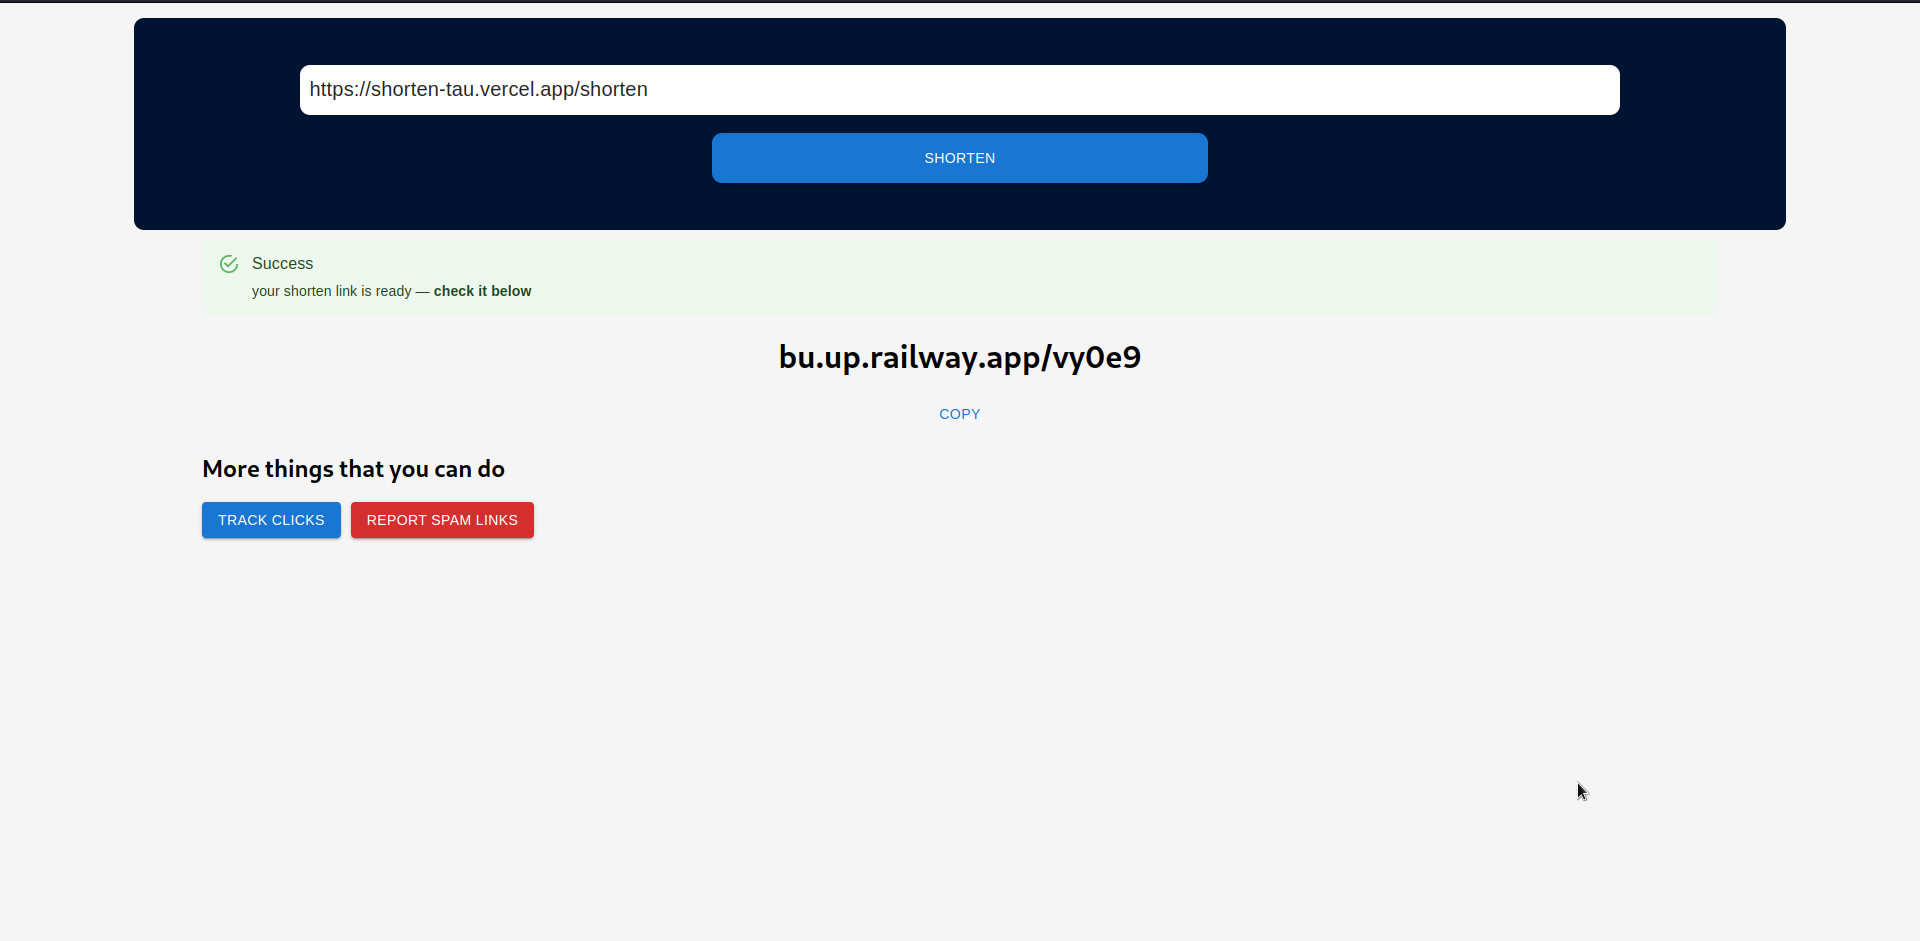 https://shorten-tau.vercel.app/shorten
SHORTEN
Success
your shorten link is ready — check it below
bu.up.railway.app/vy0e9
COPY
More things that you can do
TRACK CLICKS
REPORT SPAM LINKS